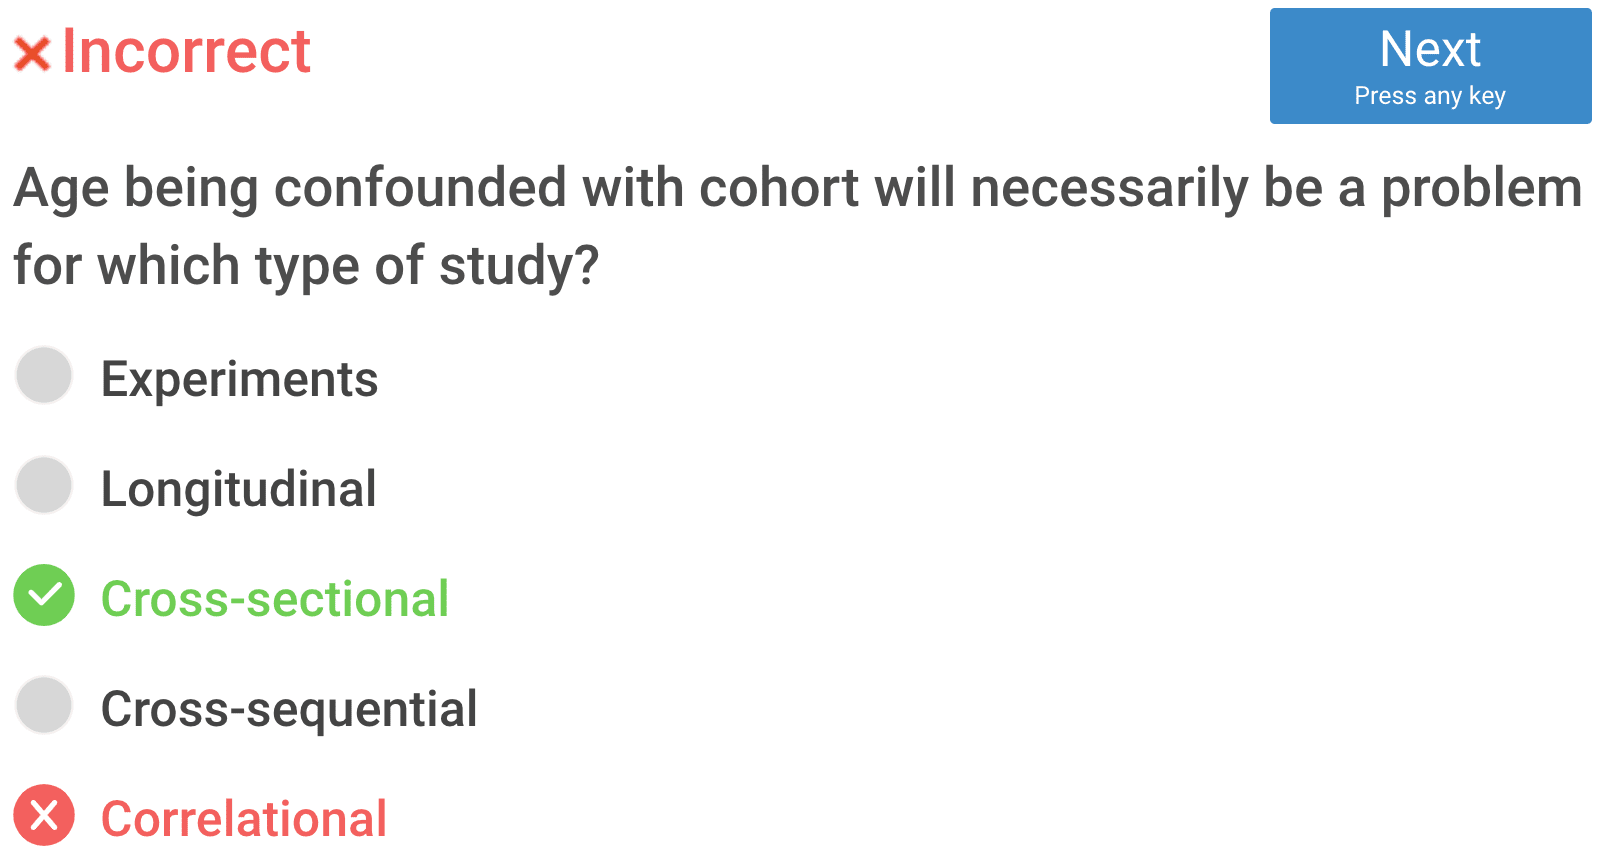 Incorrect
Next
Press any key
Age being confounded with cohort will necessarily be a problem
for which type of study?
Experiments
Longitudinal
Cross-sectional
Cross-sequential
Correlational